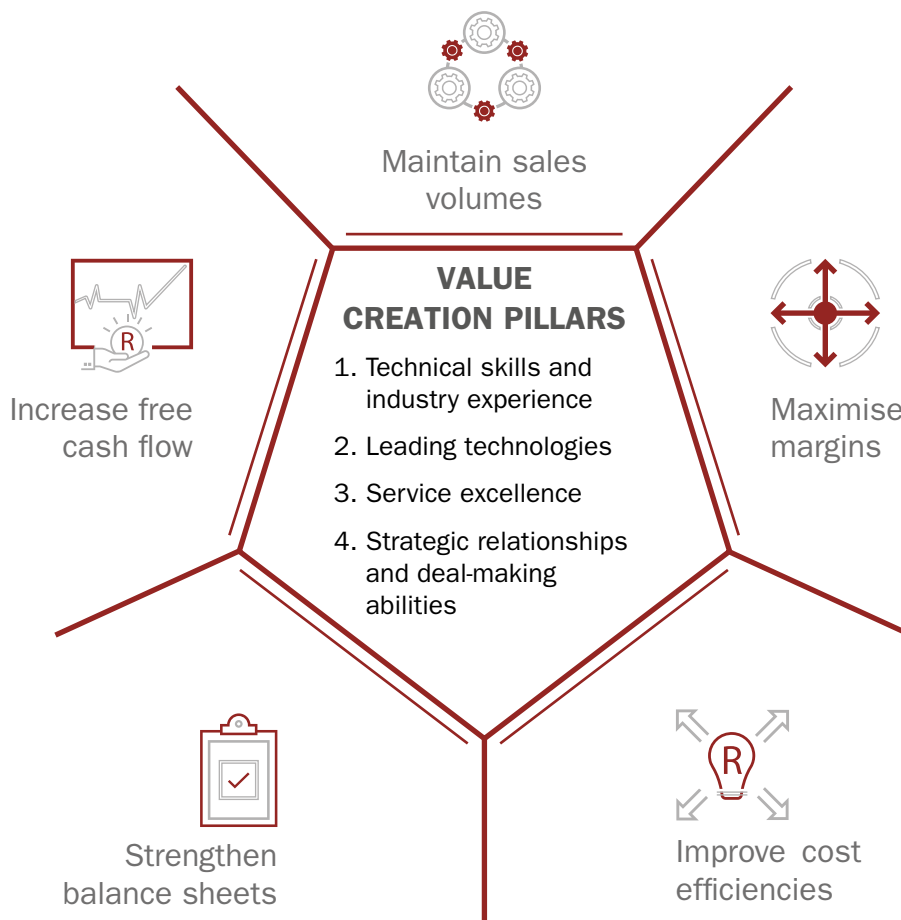 Maintain sales
volumes
VALUE
CREATION PILLARS
1. Technical skills and
industry experience
2. Leading technologies
3. Service excellence
4. Strategic relationships
and deal-making
abilities
R
Increase free
cash flow
Maximise
margins
Strengthen
balance sheets
R
Improve cost
efficiencies